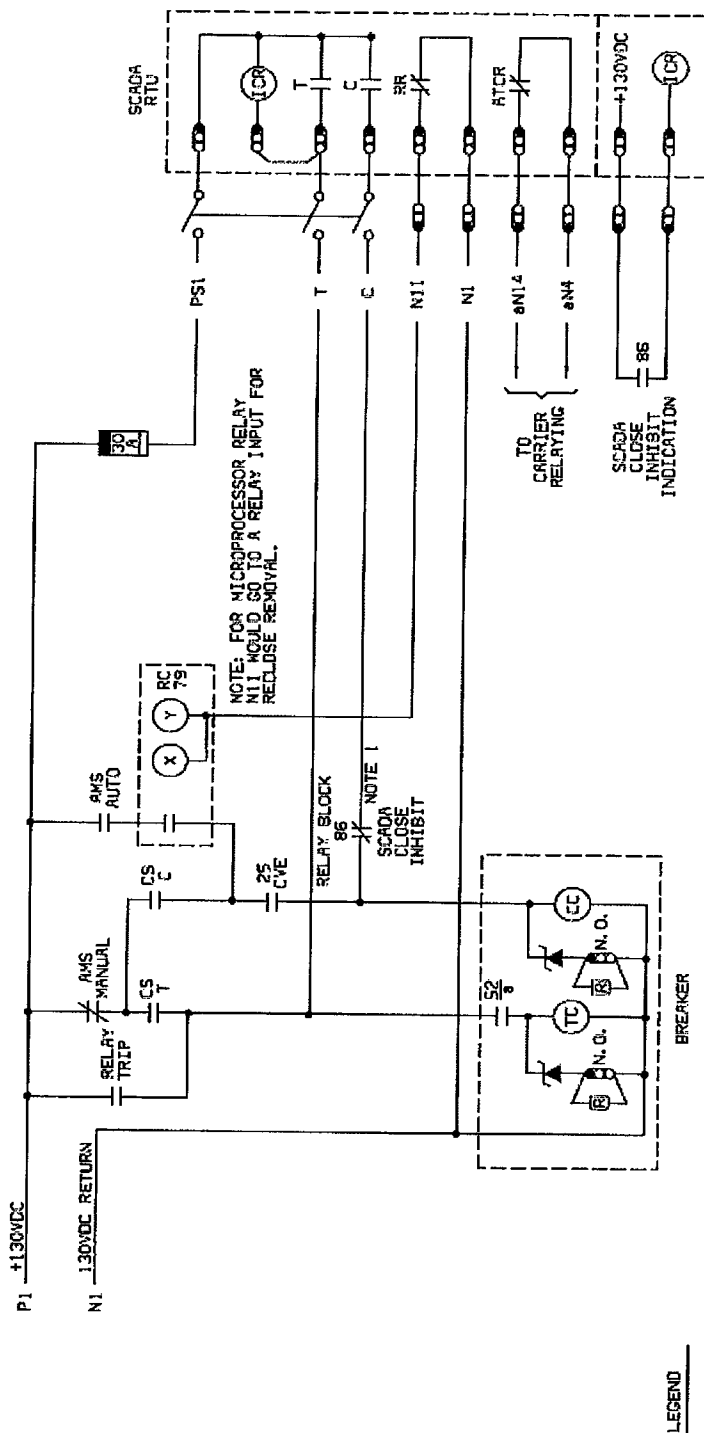 SCADA
RTU
ICR
T
C
RR
ATCR
+130VDC
ICR
PS1
T
C
N11
N1
aN14
aN4
86
TO
CARRIER
RELAYING
SCADA
CLOSE
INHIBIT
INDICATION
30
A
NOTE: FOR MICROPROCESSOR RELAY
N11 WOULD GO TO A RELAY INPUT FOR
RECLOSE REMOVAL.
RC
79
X
Y
AMS
AUTO
CS
C
25
CVE
RELAY BLOCK
86
NOTE 1
SCADA
CLOSE
INHIBIT
AMS
MANUAL
CS
T
RELAY
TRIP
P1
+130VDC
N1
130VDC RETURN
52
a
CC
TC
N.O.
N.O.
R
R
BREAKER
LEGEND